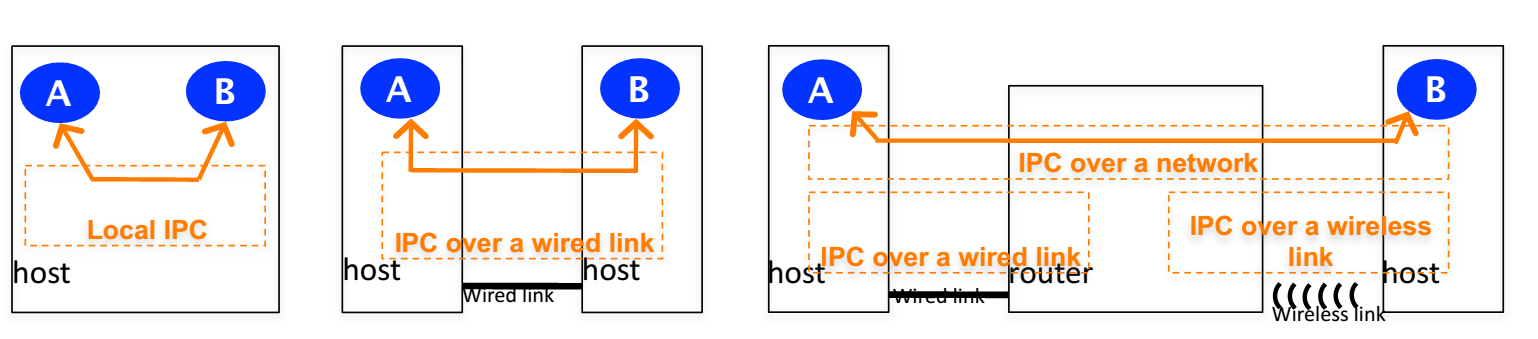 A
B
Local IPC
host
A
B
IPC over a wired link
host
host
Wired link
A
B
IPC over a network
IPC over a wired link
IPC over a wireless
link
host
router
host
Wired link
Wireless link